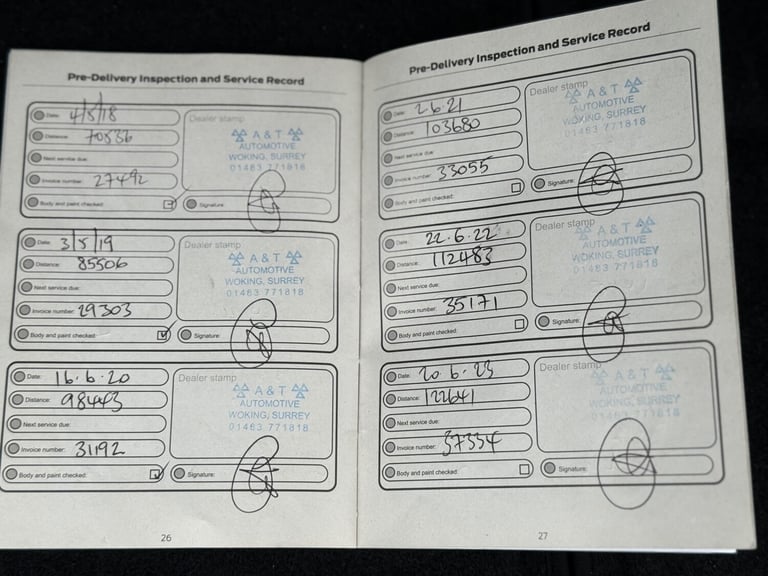 Pre-Delivery Inspection and Service Record
Date: 4/5/18
Distance: 70536
Next service due:
Invoice number: 27492
Body and paint checked:
Dealer stamp
A & T
AUTOMOTIVE
WOKING, SURREY
01483 771818
Signature:
Date: 3/5/19
Distance: 85506
Next service due:
Invoice number: 29303
Body and paint checked:
Dealer stamp
A & T
AUTOMOTIVE
WOKING, SURREY
01483 771818
Signature:
Date: 16.6.20
Distance: 98443
Next service due:
Invoice number: 31192
Body and paint checked:
Dealer stamp
A & T
AUTOMOTIVE
WOKING, SURREY
01483 771818
Signature:
26
Pre-Delivery Inspection and Service Record
Date: 2.6.21
Distance: 103680
Next service due:
Invoice number: 33055
Body and paint checked:
Dealer stamp
A & T
AUTOMOTIVE
WOKING, SURREY
01483 771818
Signature:
Date: 22.6.22
Distance: 112483
Next service due:
Invoice number: 35171
Body and paint checked:
Dealer stamp
A & T
AUTOMOTIVE
WOKING, SURREY
01483 771818
Signature:
Date: 20.6.23
Distance: 122641
Next service due:
Invoice number: 37334
Body and paint checked:
Dealer stamp
A & T
AUTOMOTIVE
WOKING, SURREY
01483 771818
Signature:
27